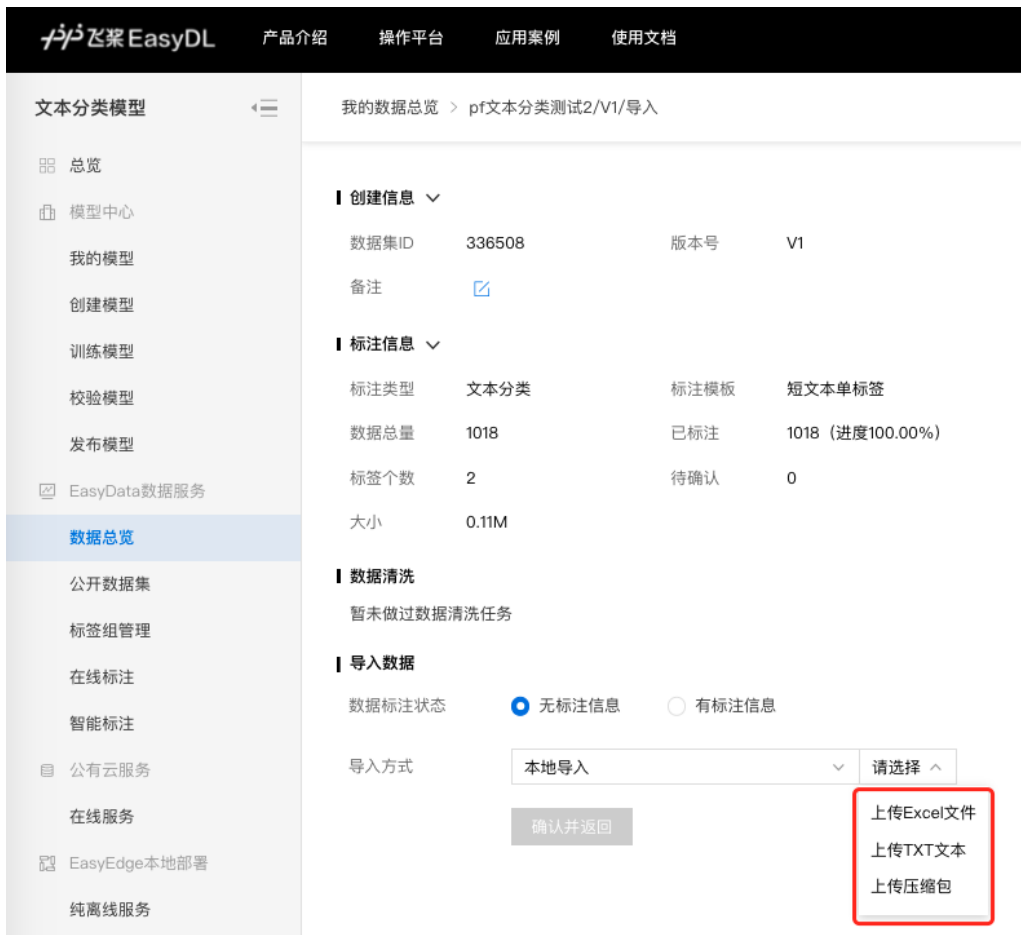 飞桨EasyDL 产品介绍 操作平台 应用案例 使用文档
文本分类模型
我的数据总览 > pf文本分类测试2/V1/导入
总览
模型中心
我的模型
创建模型
训练模型
校验模型
发布模型
EasyData数据服务
数据总览
公开数据集
标签组管理
在线标注
智能标注
公有云服务
在线服务
EasyEdge本地部署
纯离线服务
创建信息
数据集ID 336508 版本号 V1
备注
标注信息
标注类型 文本分类 标注模板 短文本单标签
数据总量 1018 已标注 1018（进度100.00%）
标签个数 2 待确认 0
大小 0.11M
数据清洗
暂未做过数据清洗任务
导入数据
数据标注状态 无标注信息 有标注信息
导入方式 本地导入 请选择
上传Excel文件
上传TXT文本
上传压缩包
确认并返回